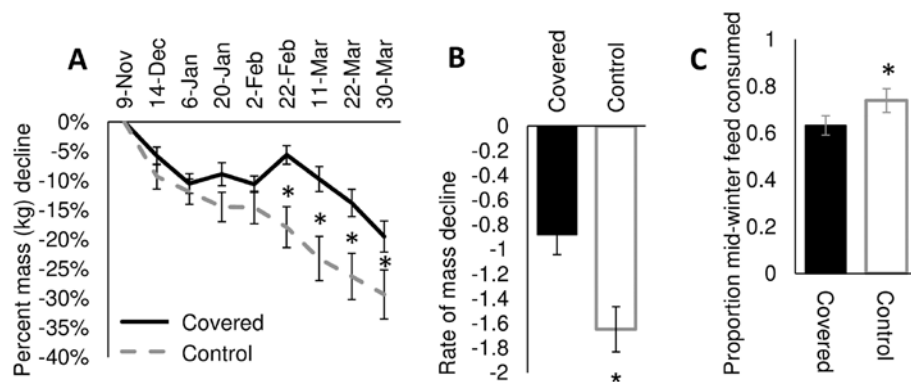 A
9-Nov
14-Dec
6-Jan
20-Jan
2-Feb
22-Feb
11-Mar
22-Mar
30-Mar
Percent mass (kg) decline
0%
-5%
-10%
-15%
-20%
-25%
-30%
-35%
-40%
*
*
*
*
Covered
Control
B
Covered
Control
Rate of mass decline
0
-0.2
-0.4
-0.6
-0.8
-1
-1.2
-1.4
-1.6
-1.8
-2
*
C
Proportion mid-winter feed consumed
1
0.8
0.6
0.4
0.2
0
*
Covered
Control